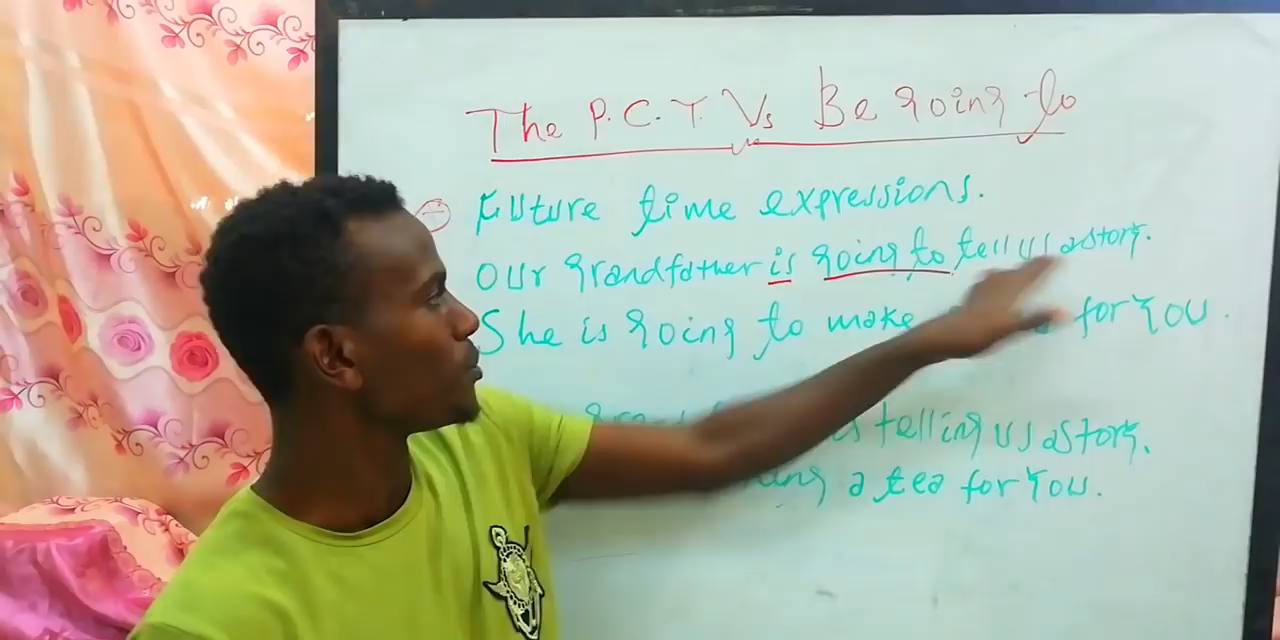 The P.C.T. Vs Be going to
Future time expressions.
Our grandfather is going to tell us a story.
She is going to make for You.
telling us a story.
a tea for You.